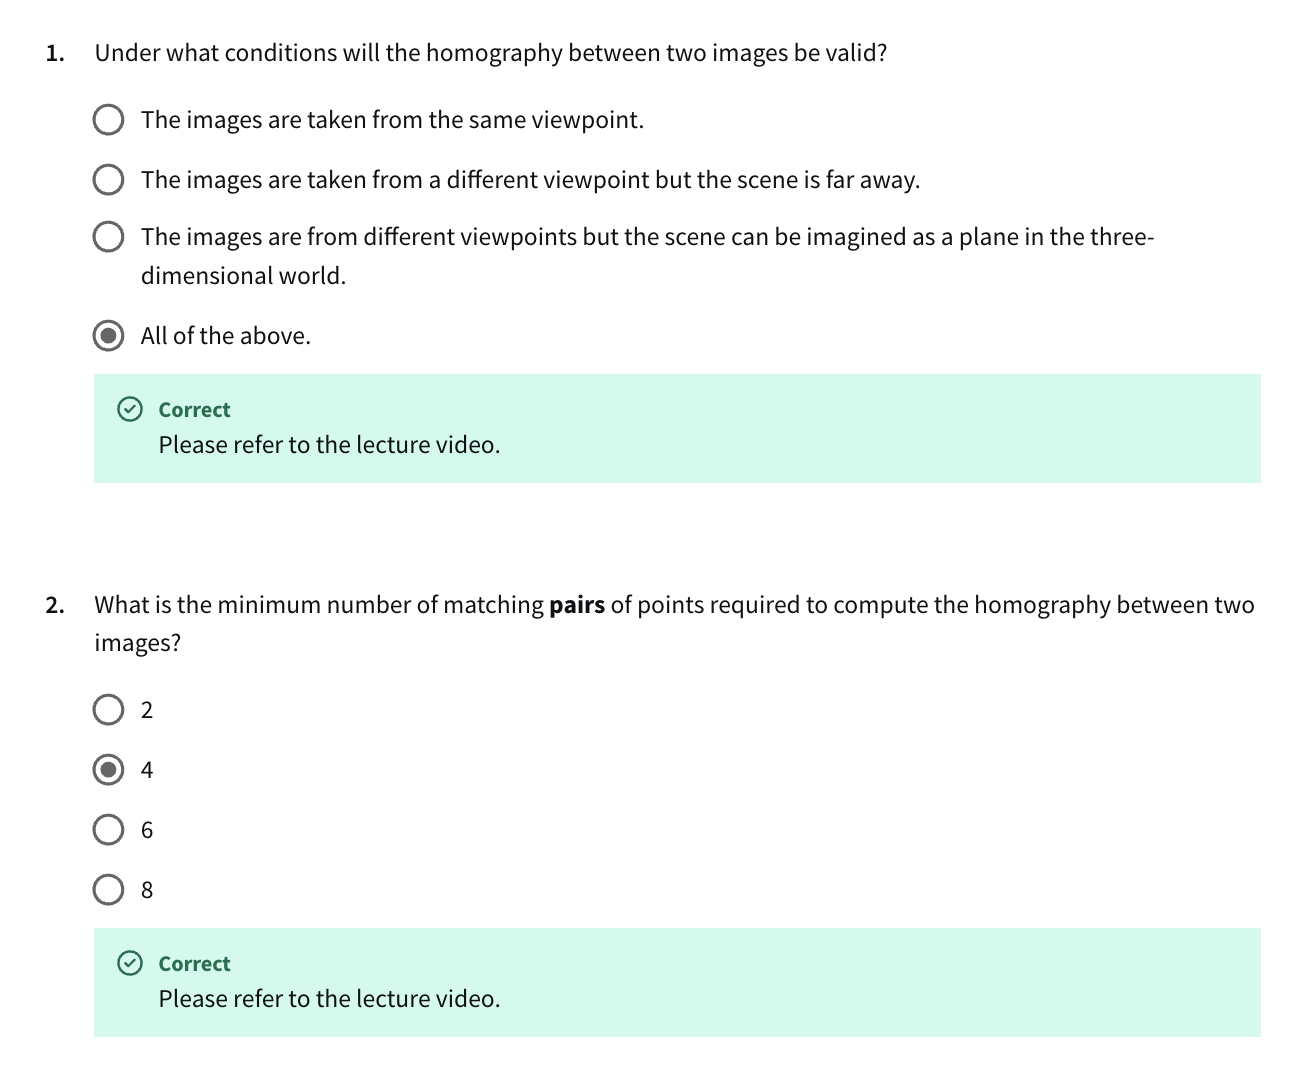 1. Under what conditions will the homography between two images be valid?
The images are taken from the same viewpoint.
The images are taken from a different viewpoint but the scene is far away.
The images are from different viewpoints but the scene can be imagined as a plane in the three-
dimensional world.
All of the above.
Correct
Please refer to the lecture video.
2. What is the minimum number of matching pairs of points required to compute the homography between two
images?
2
4
6
8
Correct
Please refer to the lecture video.